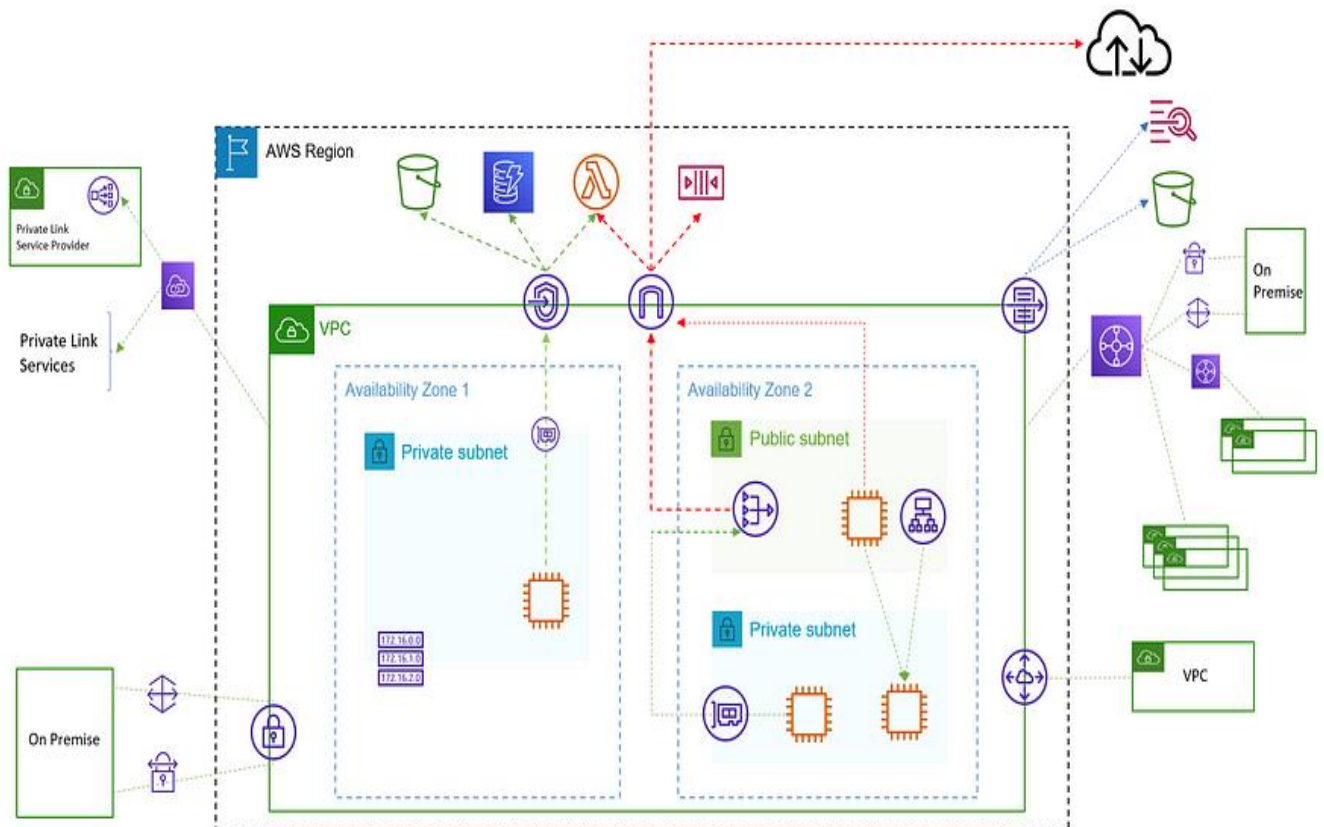 AWS Region
Private Link
Service Provider
On
Premise
Private Link
Services
VPC
Availability Zone 1
Availability Zone 2
Private subnet
Public subnet
Private subnet
172.16.0.0
172.16.1.0
172.16.2.0
VPC
On Premise